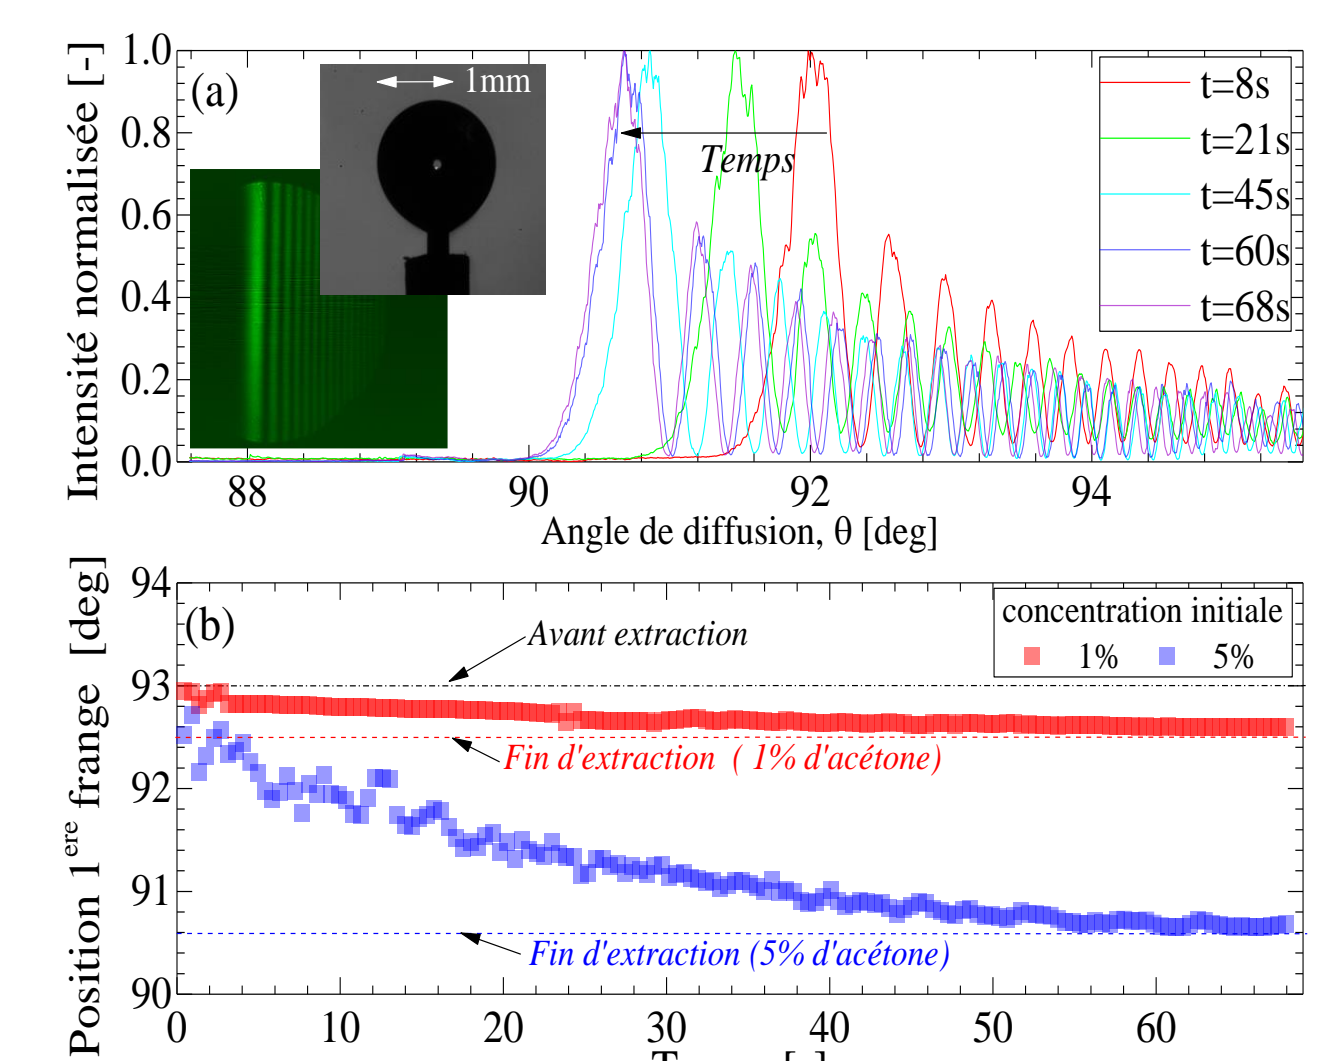 Intensité normalisée [-]
1.0
0.8
0.6
0.4
0.2
0.0
(a)
1mm
Temps
t=8s
t=21s
t=45s
t=60s
t=68s
88 90 92 94
Angle de diffusion, θ [deg]
Position 1ere frange [deg]
94
93
92
91
90
(b)
Avant extraction
concentration initiale
1% 5%
Fin d'extraction ( 1% d'acétone)
Fin d'extraction (5% d'acétone)
0 10 20 30 40 50 60